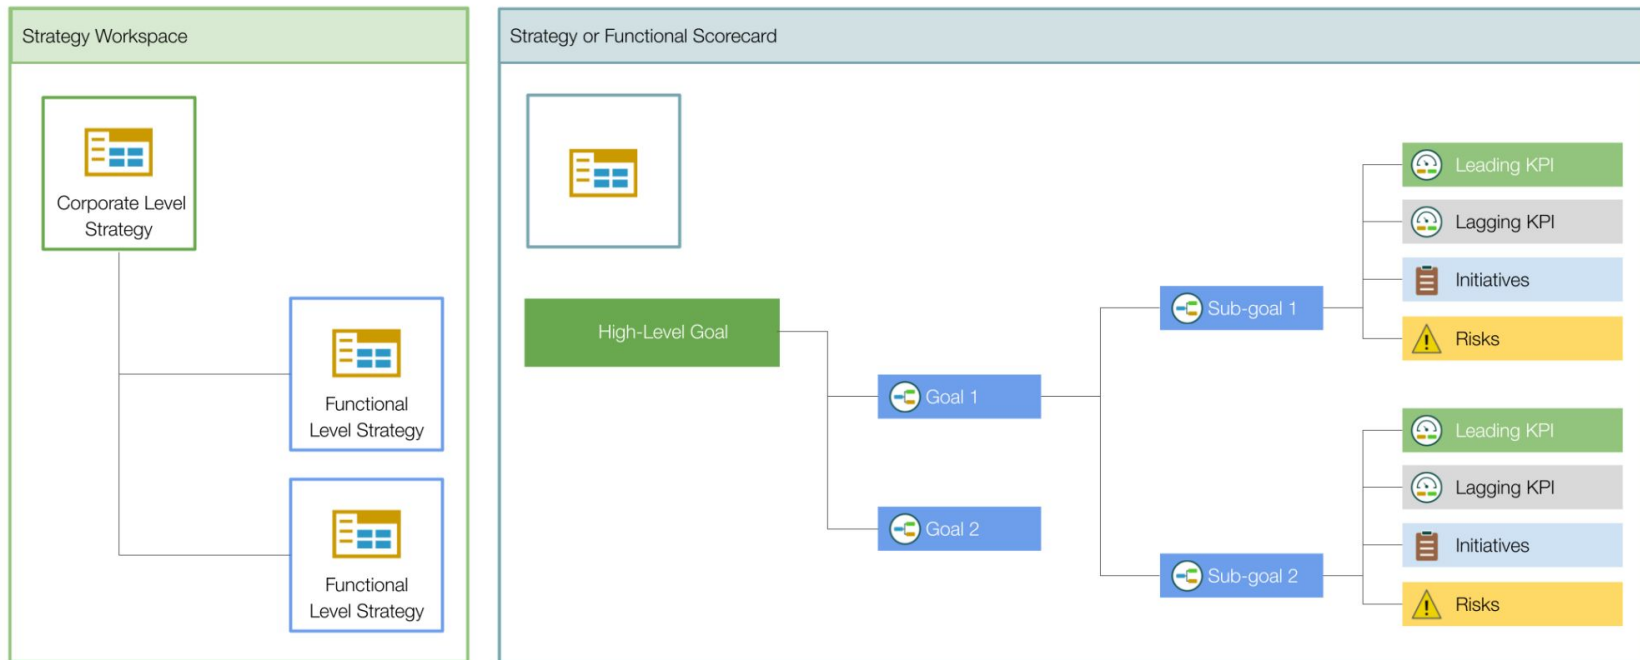 Strategy Workspace
Corporate Level
Strategy
Functional
Level Strategy
Functional
Level Strategy
Strategy or Functional Scorecard
High-Level Goal
Goal 1
Goal 2
Sub-goal 1
Leading KPI
Lagging KPI
Initiatives
Risks
Sub-goal 2
Leading KPI
Lagging KPI
Initiatives
Risks